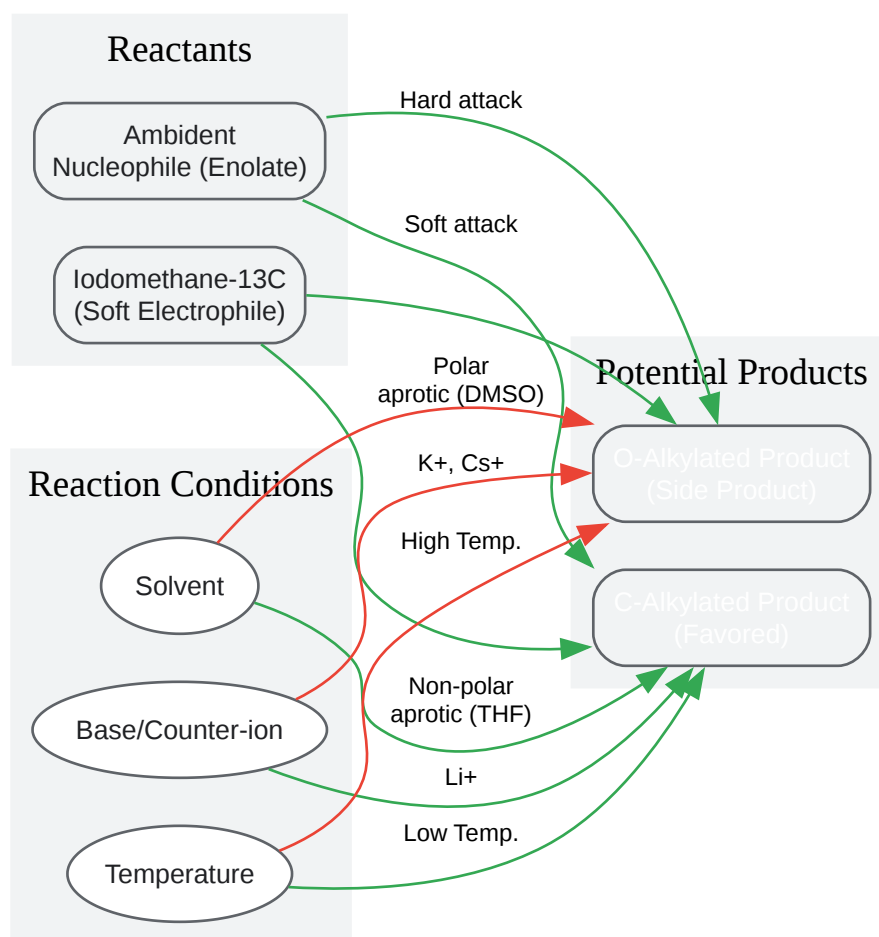 Reactants
Ambident
Nucleophile (Enolate)
Iodomethane-13C
(Soft Electrophile)
Hard attack
Soft attack
Potential Products
O-Alkylated Product
(Side Product)
C-Alkylated Product
(Favored)
Reaction Conditions
Solvent
Base/Counter-ion
Temperature
Polar
aprotic (DMSO)
K+, Cs+
High Temp.
Non-polar
aprotic (THF)
Li+
Low Temp.